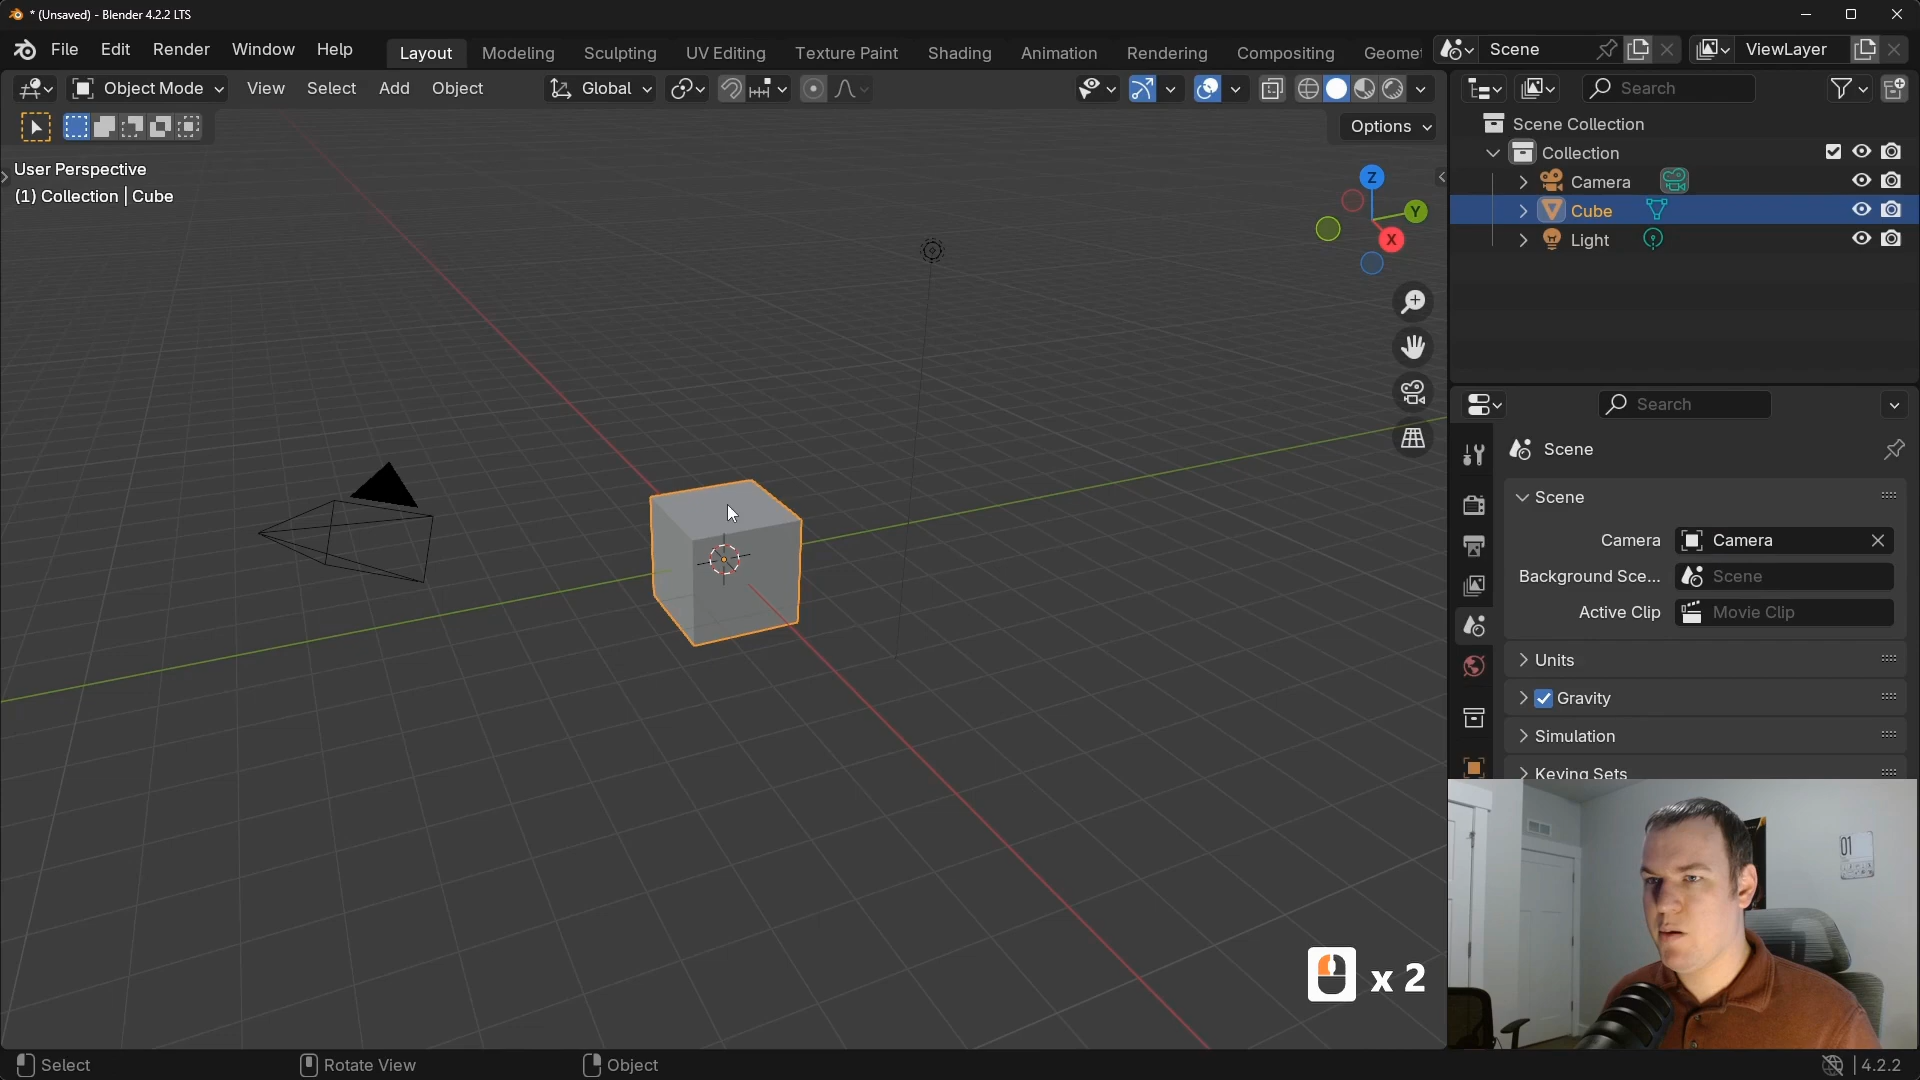 * (Unsaved) - Blender 4.2.2 LTS
File Edit Render Window Help Layout Modeling Sculpting UV Editing Texture Paint Shading Animation Rendering Compositing Geomet Scene ViewLayer
Object Mode View Select Add Object Global Search
Options
User Perspective
(1) Collection | Cube
Z
Y
X
Scene Collection
Collection
Camera
Cube
Light
Search
Scene
Scene
Camera Camera
Background Sce... Scene
Active Clip Movie Clip
Units
Gravity
Simulation
Keying Sets
x 2
01
Select Rotate View Object 4.2.2